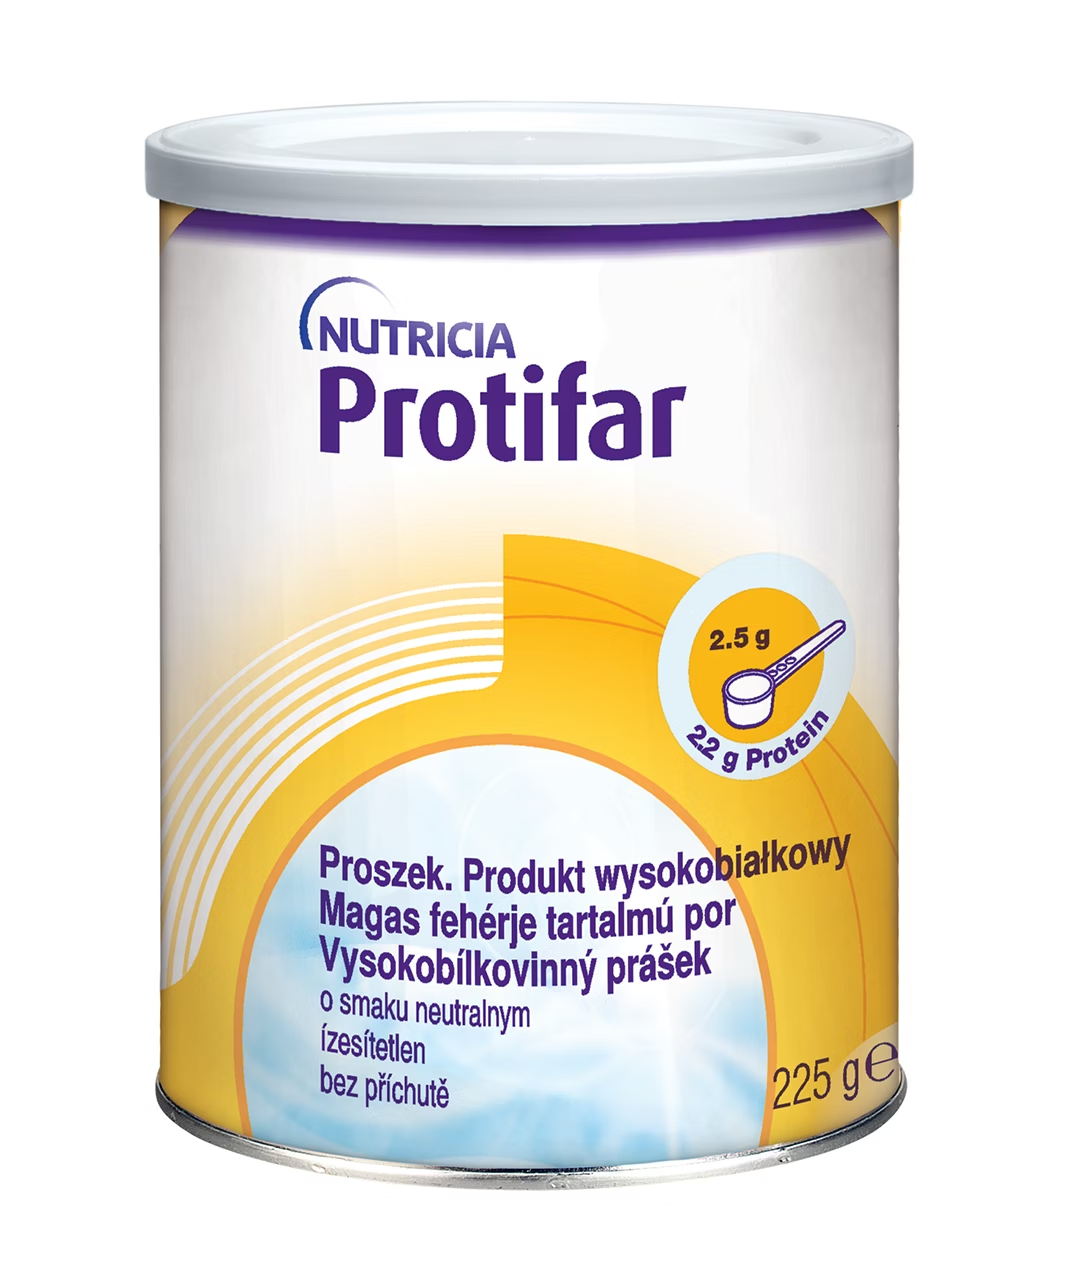 NUTRICIA
Protifar
2.5 g
2.2 g Protein
Proszek. Produkt wysokobiałkowy
Magas fehérje tartalmú por
Vysokobílkovinný prášek
o smaku neutralnym
ízesítetlen
bez příchutě
225 g ℮